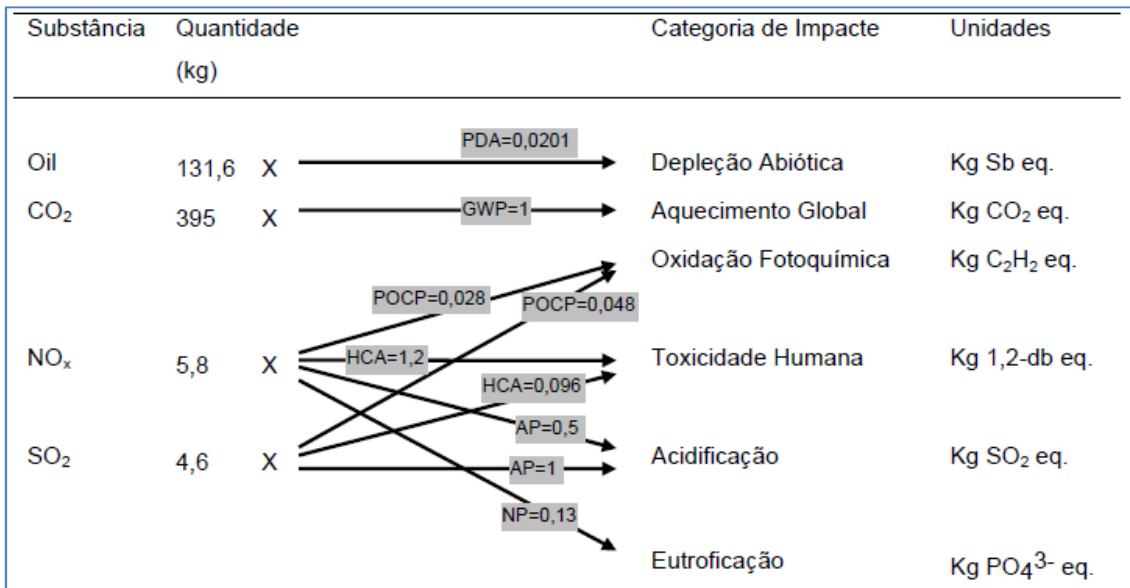 Substância Quantidade (kg) Categoria de Impacte Unidades
PDA=0,0201
Oil 131,6 X Depleção Abiótica Kg Sb eq.
CO₂ 395 X GWP=1 Aquecimento Global Kg CO₂ eq.
Oxidação Fotoquímica Kg C₂H₂ eq.
POCP=0,028 POCP=0,048
NOₓ 5,8 X HCA=1,2 Toxicidade Humana Kg 1,2-db eq.
HCA=0,096
AP=0,5
SO₂ 4,6 X AP=1 Acidificação Kg SO₂ eq.
NP=0,13
Eutroficação Kg PO₄³⁻ eq.